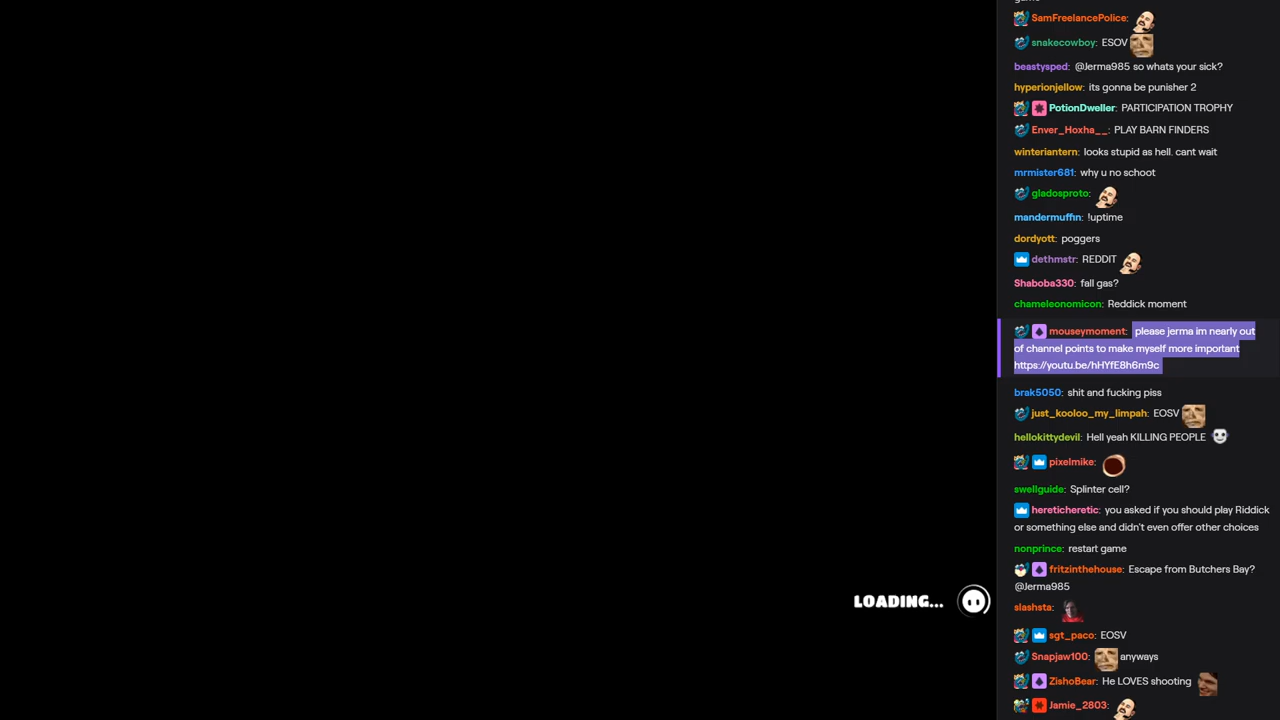 game
SamFreelancePolice:
snakecowboy: ESOV
beastysped: @Jerma985 so whats your sick?
hyperionjellow: its gonna be punisher 2
PotionDweller: PARTICIPATION TROPHY
Enver_Hoxha__: PLAY BARN FINDERS
winteriantern: looks stupid as hell. cant wait
mrmister681: why u no schoot
gladosproto:
mandermuffin: !uptime
dordyott: poggers
dethmstr: REDDIT
Shaboba330: fall gas?
chameleonomicon: Reddick moment
mouseymoment: please jerma im nearly out
of channel points to make myself more important
https://youtu.be/hHYfE8h6m9c
brak5050: shit and fucking piss
just_kooloo_my_limpah: EOSV
hellokittydevil: Hell yeah KILLING PEOPLE
pixelmike:
swellguide: Splinter cell?
hereticheretic: you asked if you should play Riddick
or something else and didn't even offer other choices
nonprince: restart game
LOADING...
fritzinthehouse: Escape from Butchers Bay?
@Jerma985
slashsta:
sgt_paco: EOSV
Snapjaw100: anyways
ZishoBear: He LOVES shooting
Jamie_2803: